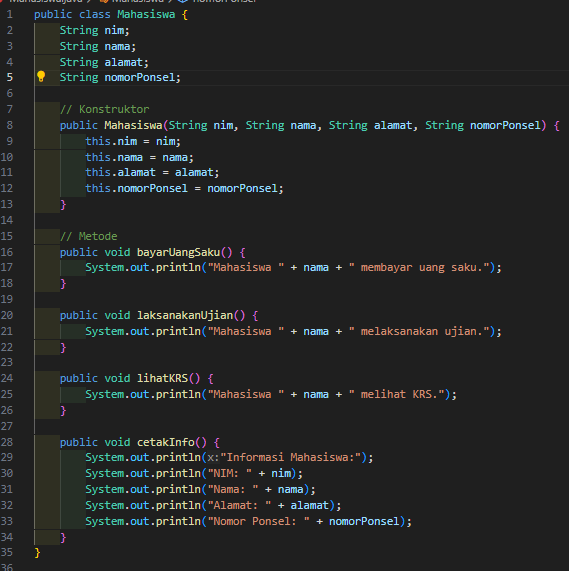 1 public class Mahasiswa {
2     String nim;
3     String nama;
4     String alamat;
5     String nomorPonsel;
6
7     // Konstruktor
8     public Mahasiswa(String nim, String nama, String alamat, String nomorPonsel) {
9         this.nim = nim;
10         this.nama = nama;
11         this.alamat = alamat;
12         this.nomorPonsel = nomorPonsel;
13     }
14
15     // Metode
16     public void bayarUangSaku() {
17         System.out.println("Mahasiswa " + nama + " membayar uang saku.");
18     }
19
20     public void laksanakanUjian() {
21         System.out.println("Mahasiswa " + nama + " melaksanakan ujian.");
22     }
23
24     public void lihatKRS() {
25         System.out.println("Mahasiswa " + nama + " melihat KRS.");
26     }
27
28     public void cetakInfo() {
29         System.out.println(x:"Informasi Mahasiswa:");
30         System.out.println("NIM: " + nim);
31         System.out.println("Nama: " + nama);
32         System.out.println("Alamat: " + alamat);
33         System.out.println("Nomor Ponsel: " + nomorPonsel);
34     }
35 }
36